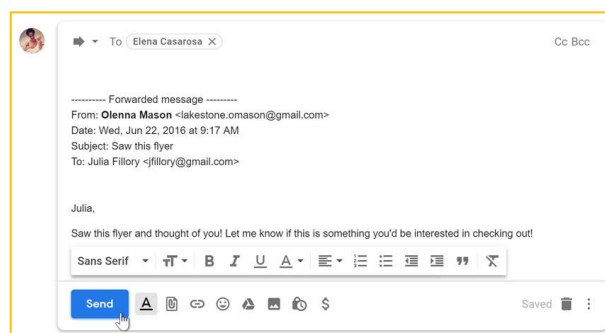 To Elena Casarosa Cc Bcc
---------- Forwarded message ---------
From: Olenna Mason <lakestone.omason@gmail.com>
Date: Wed, Jun 22, 2016 at 9:17 AM
Subject: Saw this flyer
To: Julia Fillory <jfillory@gmail.com>
Julia,
Saw this flyer and thought of you! Let me know if this is something you'd be interested in checking out!
Sans Serif B I U A
Send A $ Saved